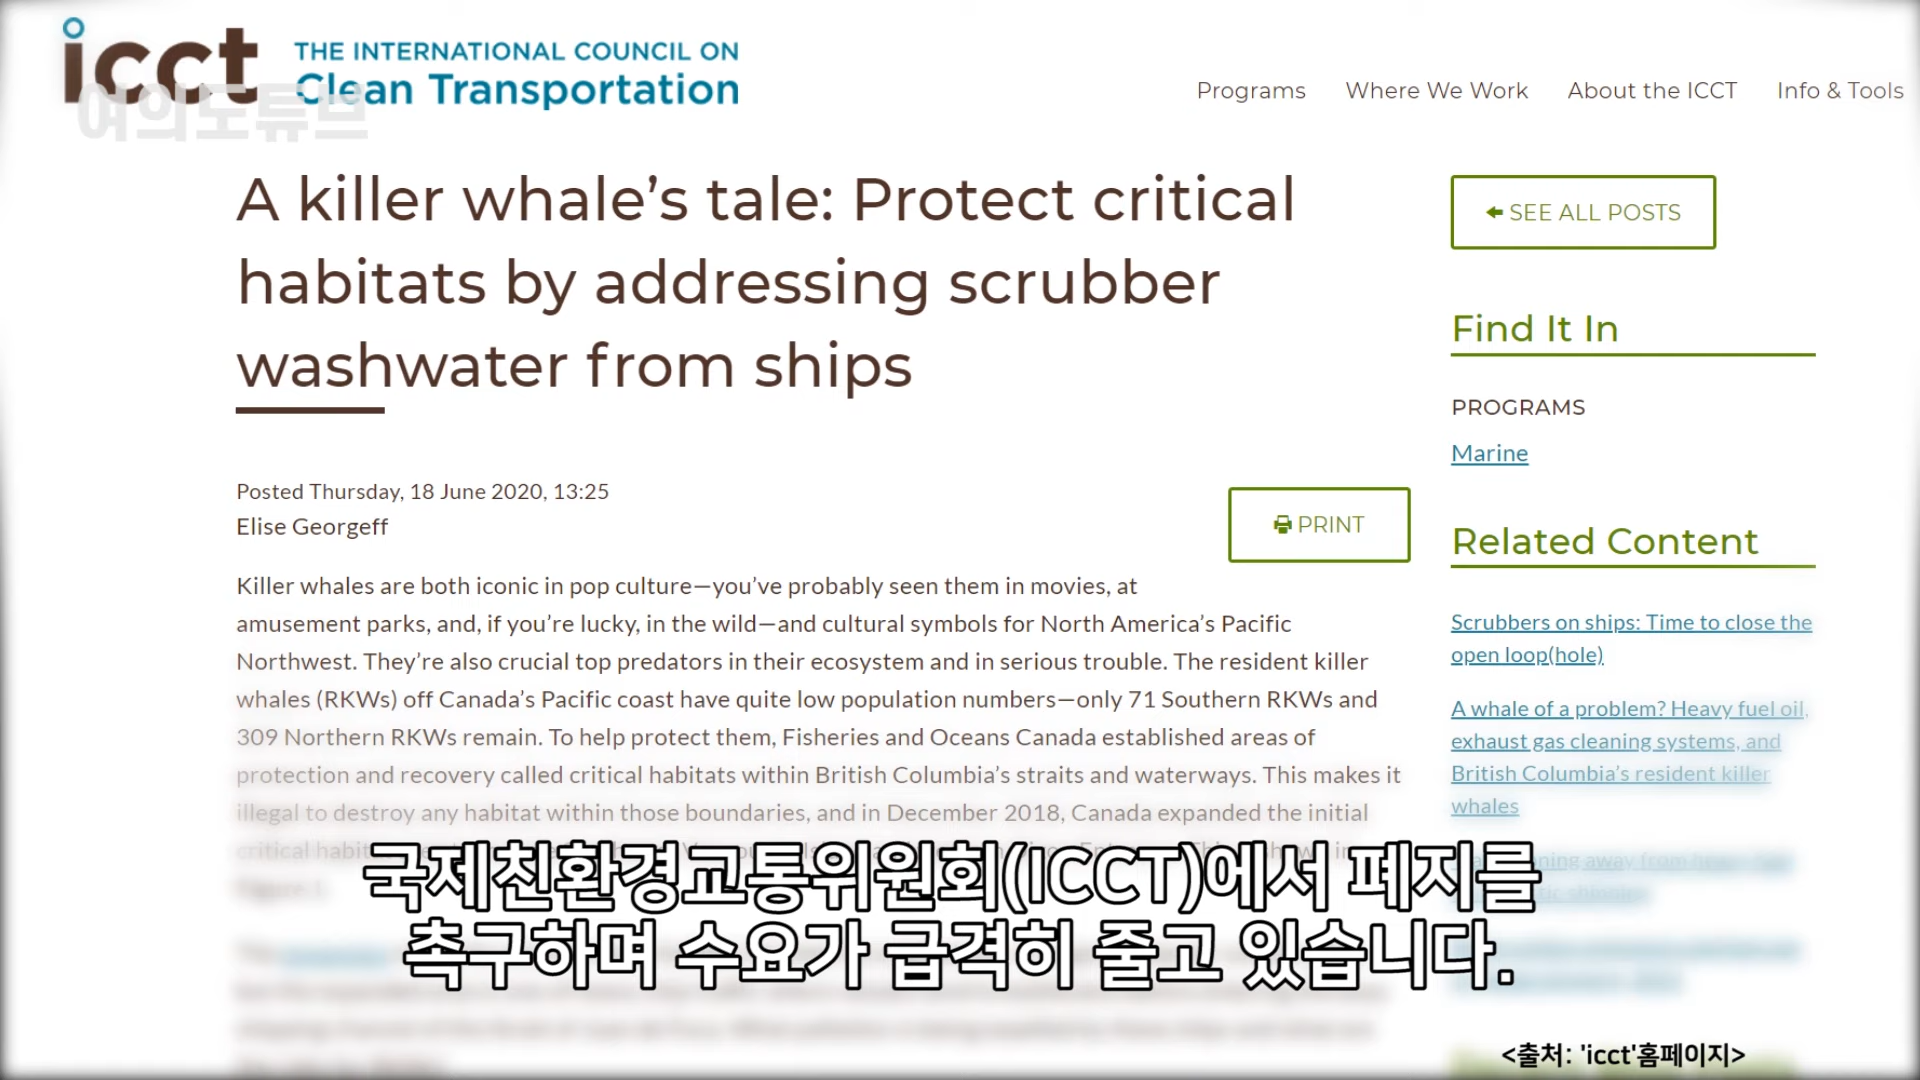 icct THE INTERNATIONAL COUNCIL ON
Clean Transportation
여의도튜브
Programs Where We Work About the ICCT Info & Tools
A killer whale’s tale: Protect critical
habitats by addressing scrubber
washwater from ships
Posted Thursday, 18 June 2020, 13:25
Elise Georgeff
PRINT
Killer whales are both iconic in pop culture—you’ve probably seen them in movies, at
amusement parks, and, if you’re lucky, in the wild—and cultural symbols for North America’s Pacific
Northwest. They’re also crucial top predators in their ecosystem and in serious trouble. The resident killer
whales (RKWs) off Canada’s Pacific coast have quite low population numbers—only 71 Southern RKWs and
309 Northern RKWs remain. To help protect them, Fisheries and Oceans Canada established areas of
protection and recovery called critical habitats within British Columbia’s straits and waterways. This makes it
illegal to destroy any habitat within those boundaries, and in December 2018, Canada expanded the initial
SEE ALL POSTS
Find It In
PROGRAMS
Marine
Related Content
Scrubbers on ships: Time to close the
open loop(hole)
A whale of a problem? Heavy fuel oil,
exhaust gas cleaning systems, and
British Columbia’s resident killer
whales
국제친환경교통위원회(ICCT)에서 폐지를
촉구하며 수요가 급격히 줄고 있습니다.
<출처: 'icct'홈페이지>